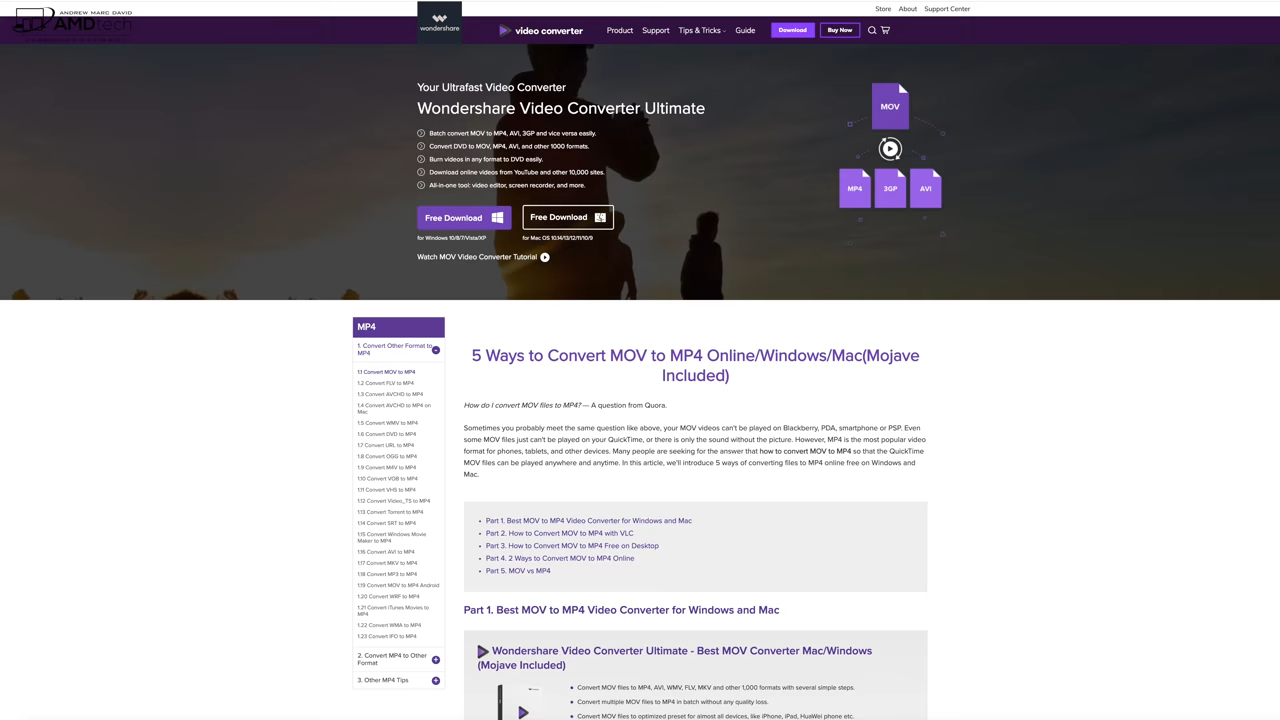 ANDREW MARC DAVID
AMDtech
Store About Support Center
wondershare
video converter
Product Support Tips & Tricks Guide Download Buy Now
Your Ultrafast Video Converter
Wondershare Video Converter Ultimate
Batch convert MOV to MP4, AVI, 3GP and vice versa easily.
Convert DVD to MOV, MP4, AVI, and other 1000 formats.
Burn videos in any format to DVD easily.
Download online videos from YouTube and other 10,000 sites.
All-in-one tool: video editor, screen recorder, and more.
Free Download Free Download
for Windows 10/8/7/Vista/XP for Mac OS 10.14/13/12/11/10/9
Watch MOV Video Converter Tutorial
MOV
MP4 3GP AVI
MP4
1. Convert Other Format to
MP4
1.1 Convert MOV to MP4
1.2 Convert FLV to MP4
1.3 Convert AVCHD to MP4
1.4 Convert AVCHD to MP4 on
Mac
1.5 Convert WMV to MP4
1.6 Convert DVD to MP4
1.7 Convert URL to MP4
1.8 Convert OGG to MP4
1.9 Convert M4V to MP4
1.10 Convert VOB to MP4
1.11 Convert VHS to MP4
1.12 Convert Video_TS to MP4
1.13 Convert Torrent to MP4
1.14 Convert SRT to MP4
1.15 Convert Windows Movie
Maker to MP4
1.16 Convert AVI to MP4
1.17 Convert MKV to MP4
1.18 Convert MP3 to MP4
1.19 Convert MOV to MP4 Android
1.20 Convert WRF to MP4
1.21 Convert iTunes Movies to
MP4
1.22 Convert WMA to MP4
1.23 Convert IFO to MP4
2. Convert MP4 to Other
Format
3. Other MP4 Tips
5 Ways to Convert MOV to MP4 Online/Windows/Mac(Mojave
Included)
How do I convert MOV files to MP4? — A question from Quora.
Sometimes you probably meet the same question like above, your MOV videos can't be played on Blackberry, PDA, smartphone or PSP. Even
some MOV files just can't be played on your QuickTime, or there is only the sound without the picture. However, MP4 is the most popular
video format for phones, tablets, and other devices. Many people are seeking for the answer that how to convert MOV to MP4 so that the QuickTime
MOV files can be played anywhere and anytime. In this article, we'll introduce 5 ways of converting files to MP4 online free on Windows and
Mac.
Part 1. Best MOV to MP4 Video Converter for Windows and Mac
Part 2. How to Convert MOV to MP4 with VLC
Part 3. How to Convert MOV to MP4 Free on Desktop
Part 4. 2 Ways to Convert MOV to MP4 Online
Part 5. MOV vs MP4
Part 1. Best MOV to MP4 Video Converter for Windows and Mac
Wondershare Video Converter Ultimate - Best MOV Converter Mac/Windows
(Mojave Included)
Convert MOV files to MP4, AVI, WMV, FLV, MKV and other 1,000 formats with several simple steps.
Convert multiple MOV files to MP4 in batch without any quality loss.
Convert MOV files to optimized preset for almost all devices, like iPhone, iPad, HuaWei phone etc.